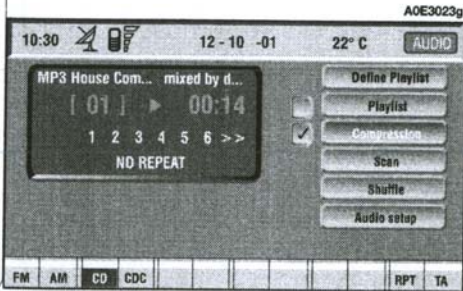 A0E3023g
10:30 12-10 -01 22° C AUDIO
MP3 House Com... mixed by d...
[ 01 ] 00:14
1 2 3 4 5 6 >>
NO REPEAT
Define Playlist
Playlist
Compression
Scan
Shuffle
Audio setup
FM AM CD CDC RPT TA